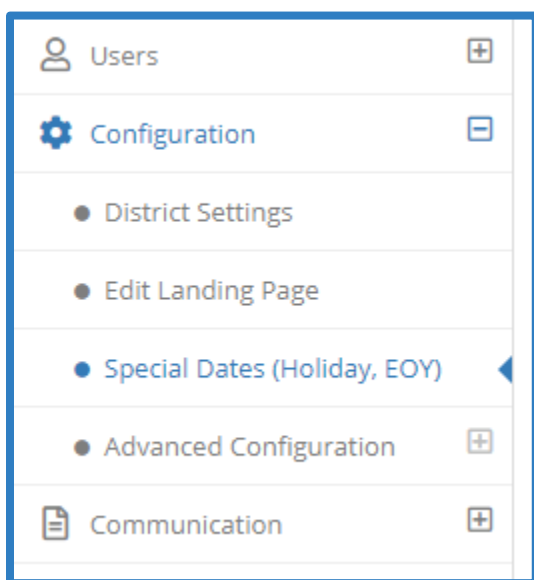 Users
Configuration
District Settings
Edit Landing Page
Special Dates (Holiday, EOY)
Advanced Configuration
Communication